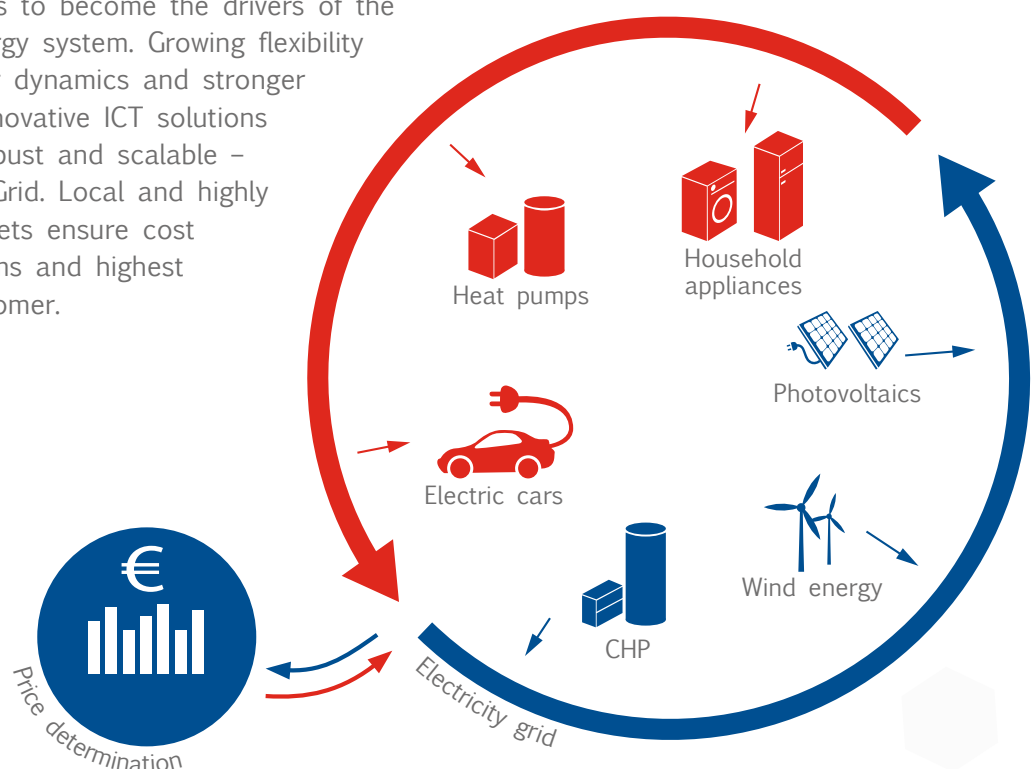 s to become the drivers of the
rgy system. Growing flexibility
dynamics and stronger
novative ICT solutions
bust and scalable –
Grid. Local and highly
ets ensure cost
ns and highest
omer.
Household
appliances
Heat pumps
Photovoltaics
Electric cars
Wind energy
CHP
€
Electricity grid
Price determination